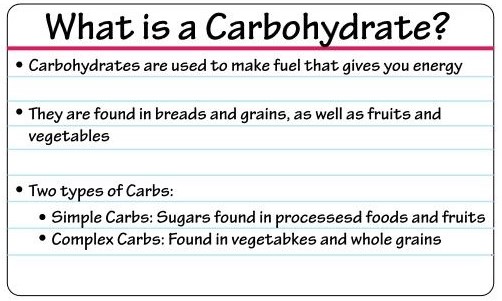 What is a Carbohydrate?
• Carbohydrates are used to make fuel that gives you energy
• They are found in breads and grains, as well as fruits and
vegetables
• Two types of Carbs:
• Simple Carbs: Sugars found in processesd foods and fruits
• Complex Carbs: Found in vegetabkes and whole grains